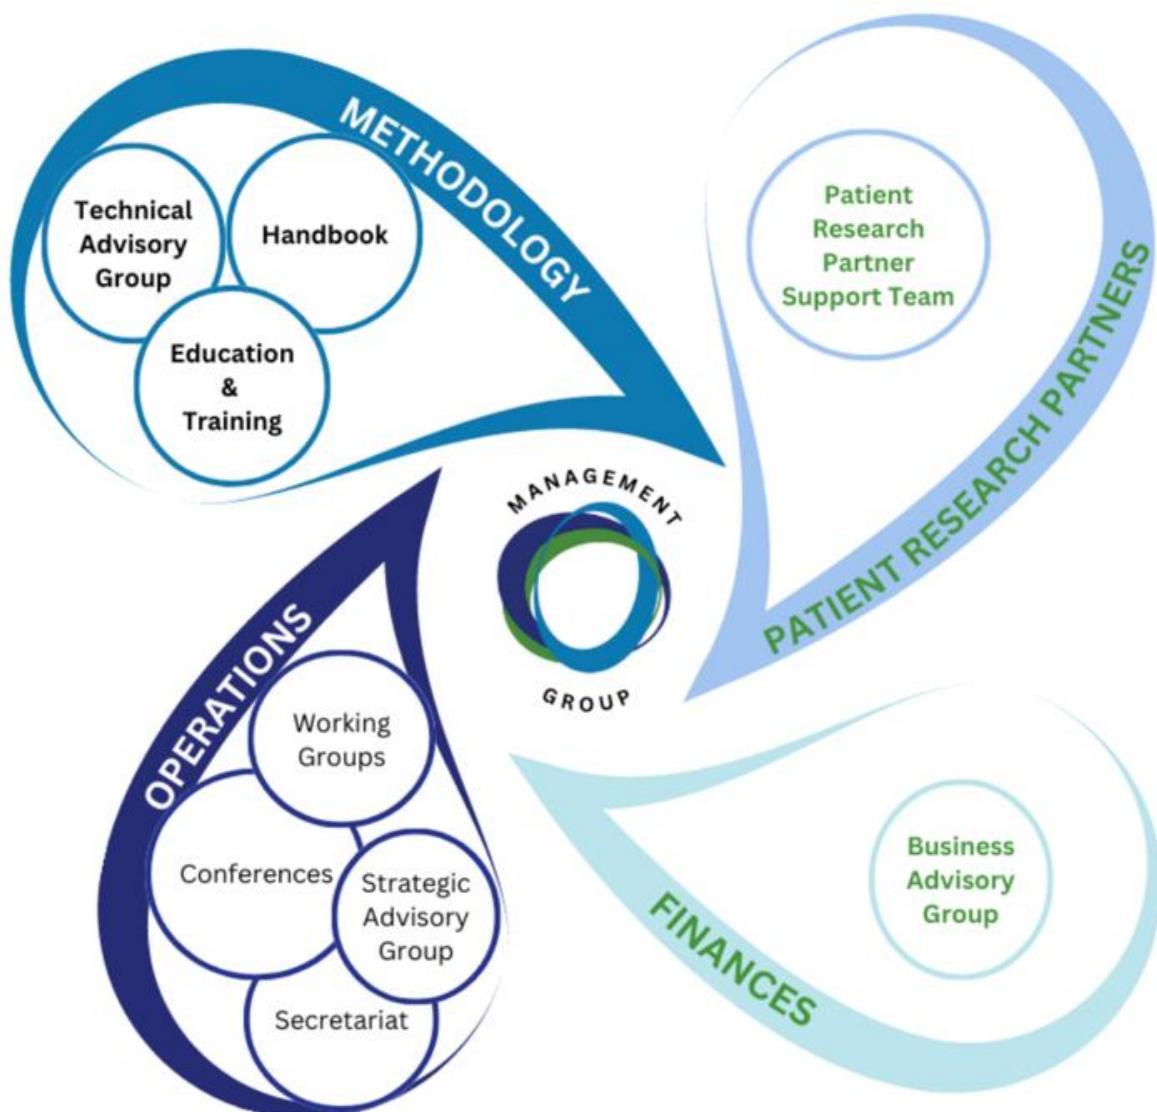 METHODOLOGY
Technical
Advisory
Group
Handbook
Education
&
Training
Patient
Research
Partner
Support Team
PATIENT RESEARCH PARTNERS
MANAGEMENT
GROUP
OPERATIONS
Working
Groups
Conferences
Strategic
Advisory
Group
Secretariat
Business
Advisory
Group
FINANCES